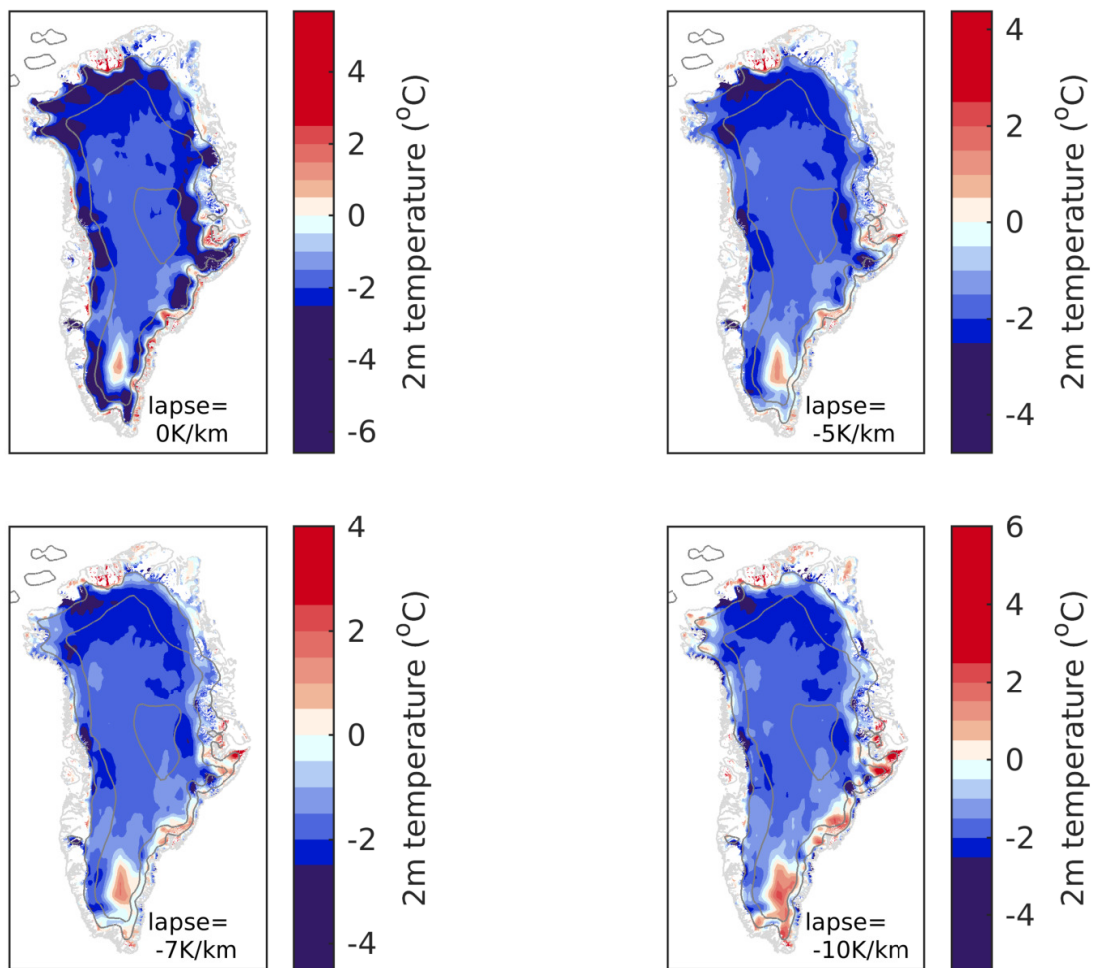 4
2
0
-2
-4
-6
2m temperature (°C)
lapse=
0K/km
4
2
0
-2
-4
2m temperature (°C)
lapse=
-5K/km
4
2
0
-2
-4
2m temperature (°C)
lapse=
-7K/km
6
4
2
0
-2
-4
2m temperature (°C)
lapse=
-10K/km